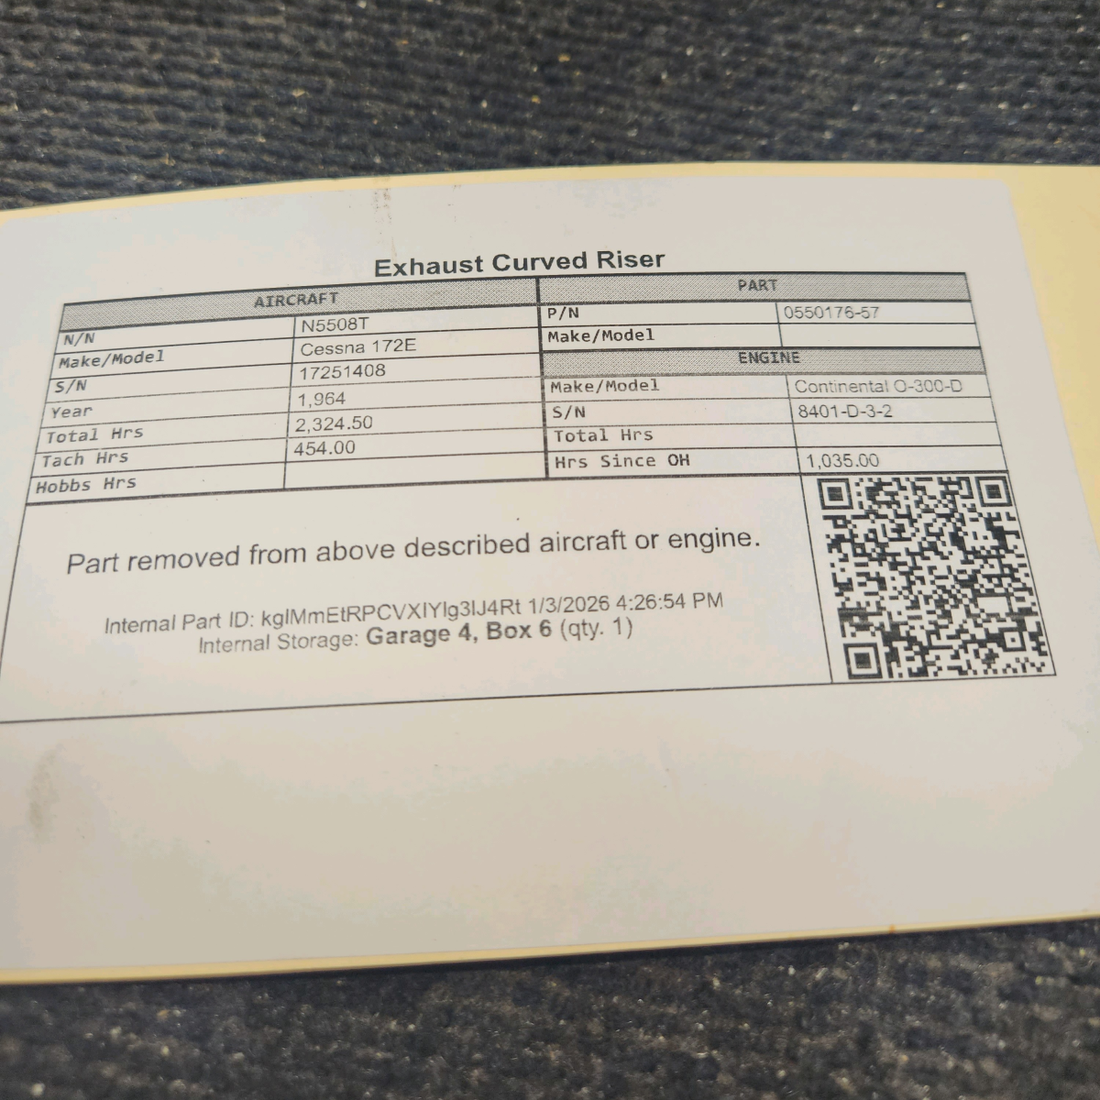 Exhaust Curved Riser
AIRCRAFT
N/N N5508T
Make/Model Cessna 172E
S/N 17251408
Year 1,964
Total Hrs 2,324.50
Tach Hrs 454.00
Hobbs Hrs
PART
P/N 0550176-57
Make/Model
ENGINE
Make/Model Continental O-300-D
S/N 8401-D-3-2
Total Hrs
Hrs Since OH 1,035.00
Part removed from above described aircraft or engine.
Internal Part ID: kglMmEtRPCVXIYlg3lJ4Rt 1/3/2026 4:26:54 PM
Internal Storage: Garage 4, Box 6 (qty. 1)